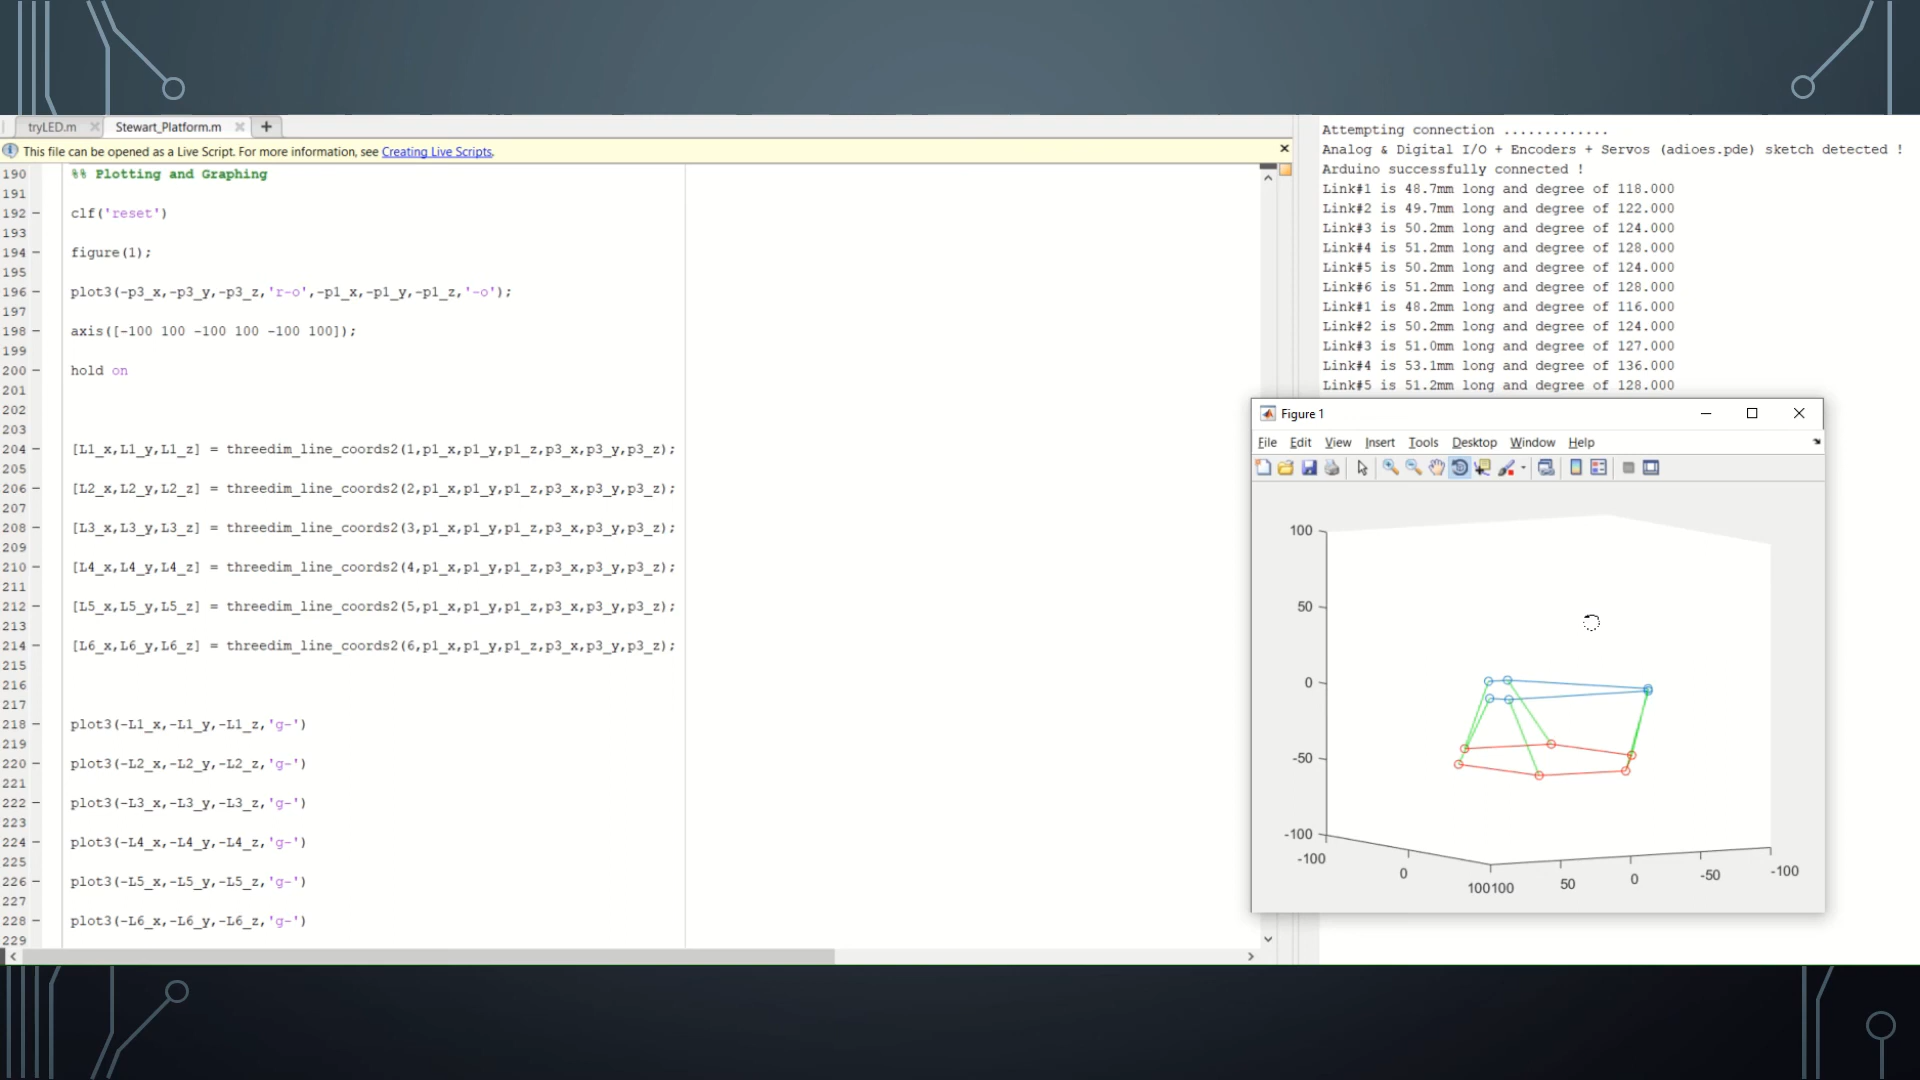 tryLED.m
Stewart_Platform.m
This file can be opened as a Live Script. For more information, see Creating Live Scripts.
190 %% Plotting and Graphing
191
192 – clf('reset')
193
194 – figure(1);
195
196 – plot3(-p3_x,-p3_y,-p3_z,'r-o',-p1_x,-p1_y,-p1_z,'-o');
197
198 – axis([-100 100 -100 100 -100 100]);
199
200 – hold on
201
202
203
204 – [L1_x,L1_y,L1_z] = threedim_line_coords2(1,p1_x,p1_y,p1_z,p3_x,p3_y,p3_z);
205
206 – [L2_x,L2_y,L2_z] = threedim_line_coords2(2,p1_x,p1_y,p1_z,p3_x,p3_y,p3_z);
207
208 – [L3_x,L3_y,L3_z] = threedim_line_coords2(3,p1_x,p1_y,p1_z,p3_x,p3_y,p3_z);
209
210 – [L4_x,L4_y,L4_z] = threedim_line_coords2(4,p1_x,p1_y,p1_z,p3_x,p3_y,p3_z);
211
212 – [L5_x,L5_y,L5_z] = threedim_line_coords2(5,p1_x,p1_y,p1_z,p3_x,p3_y,p3_z);
213
214 – [L6_x,L6_y,L6_z] = threedim_line_coords2(6,p1_x,p1_y,p1_z,p3_x,p3_y,p3_z);
215
216
217
218 – plot3(-L1_x,-L1_y,-L1_z,'g-')
219
220 – plot3(-L2_x,-L2_y,-L2_z,'g-')
221
222 – plot3(-L3_x,-L3_y,-L3_z,'g-')
223
224 – plot3(-L4_x,-L4_y,-L4_z,'g-')
225
226 – plot3(-L5_x,-L5_y,-L5_z,'g-')
227
228 – plot3(-L6_x,-L6_y,-L6_z,'g-')
229
Attempting connection .............
Analog & Digital I/O + Encoders + Servos (adioes.pde) sketch detected !
Arduino successfully connected !
Link#1 is 48.7mm long and degree of 118.000
Link#2 is 49.7mm long and degree of 122.000
Link#3 is 50.2mm long and degree of 124.000
Link#4 is 51.2mm long and degree of 128.000
Link#5 is 50.2mm long and degree of 124.000
Link#6 is 51.2mm long and degree of 128.000
Link#1 is 48.2mm long and degree of 116.000
Link#2 is 50.2mm long and degree of 124.000
Link#3 is 51.0mm long and degree of 127.000
Link#4 is 53.1mm long and degree of 136.000
Link#5 is 51.2mm long and degree of 128.000
Figure 1
File Edit View Insert Tools Desktop Window Help
100
50
0
-50
-100
-100
0
100
100
50
0
-50
-100